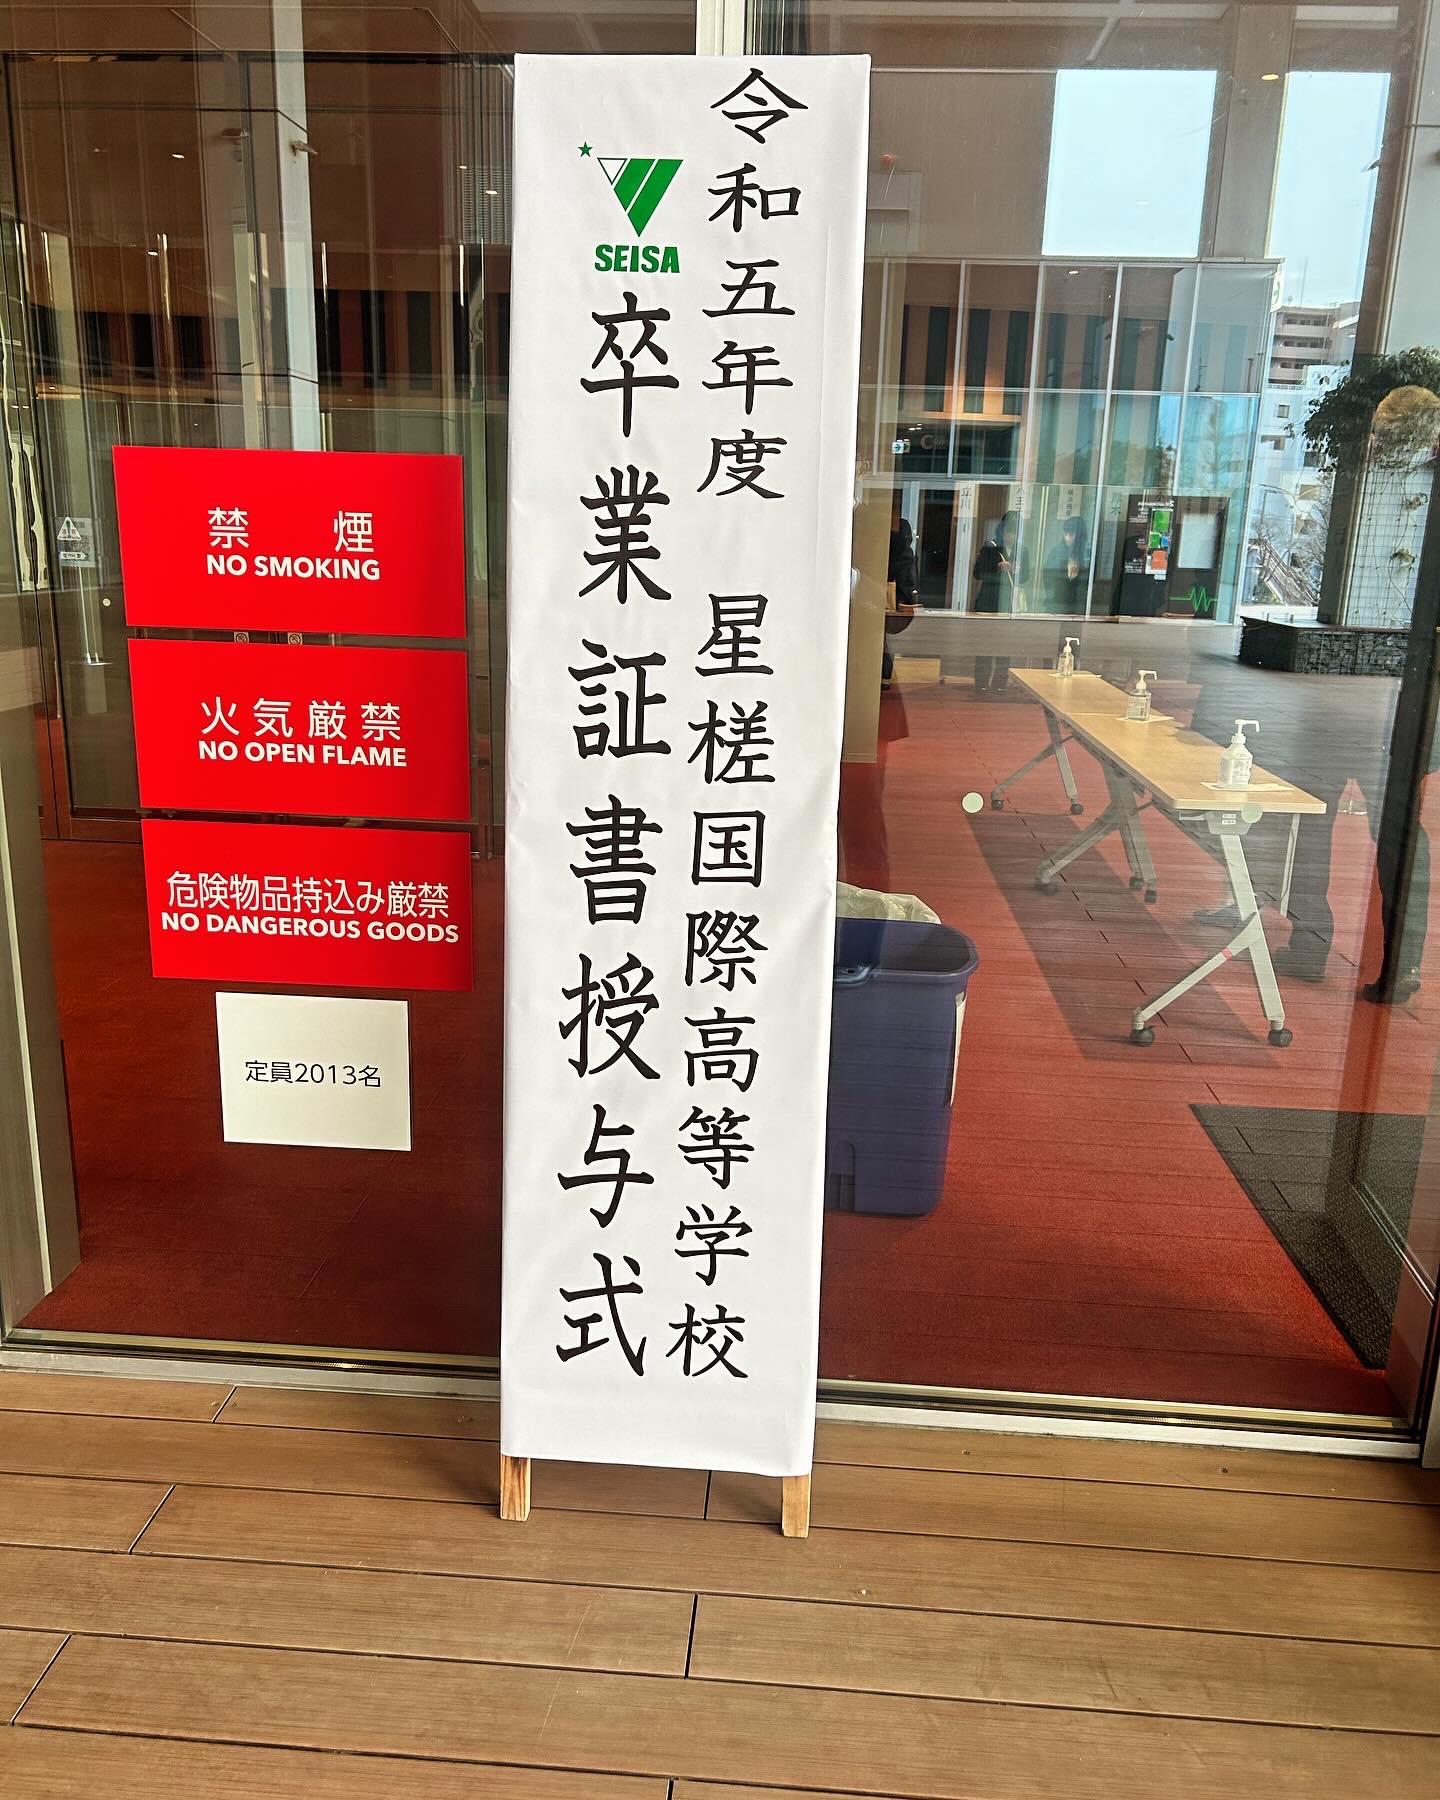 令和五年度 星槎国際高等学校
SEISA
卒業証書授与式
禁煙
NO SMOKING
火気厳禁
NO OPEN FLAME
危険物品持込み厳禁
NO DANGEROUS GOODS
定員2013名